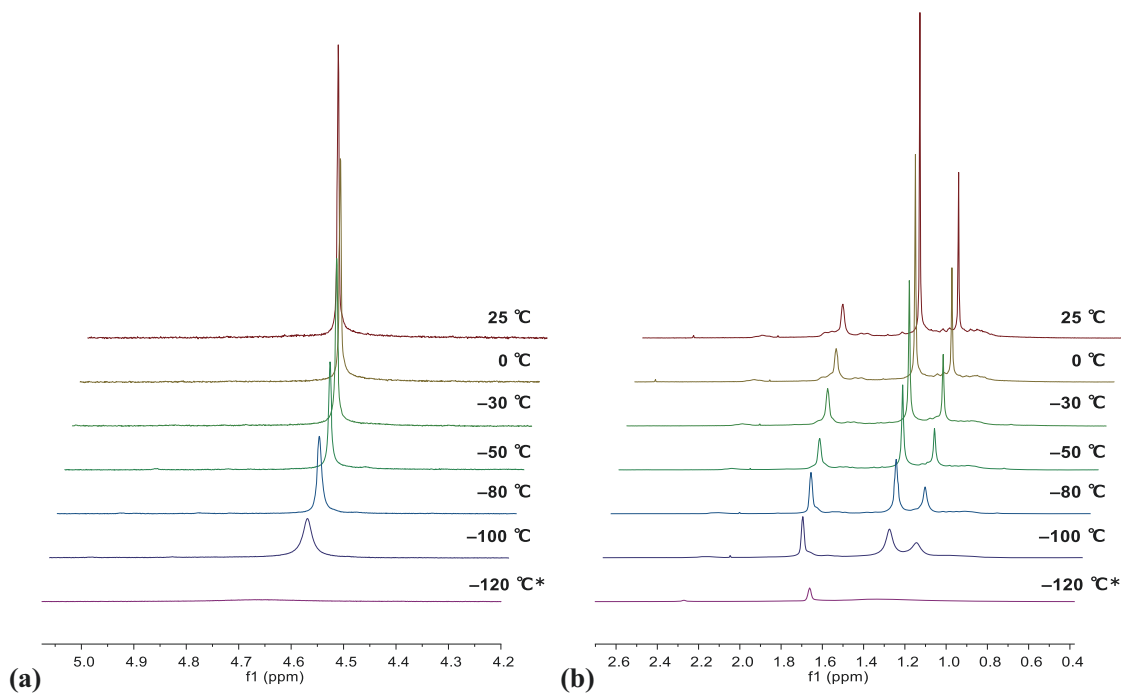 25 ℃
0 ℃
–30 ℃
–50 ℃
–80 ℃
–100 ℃
–120 ℃*
5.0 4.9 4.8 4.7 4.6 4.5 4.4 4.3 4.2
f1 (ppm)
(a)
25 ℃
0 ℃
–30 ℃
–50 ℃
–80 ℃
–100 ℃
–120 ℃*
2.6 2.4 2.2 2.0 1.8 1.6 1.4 1.2 1.0 0.8 0.6 0.4
f1 (ppm)
(b)